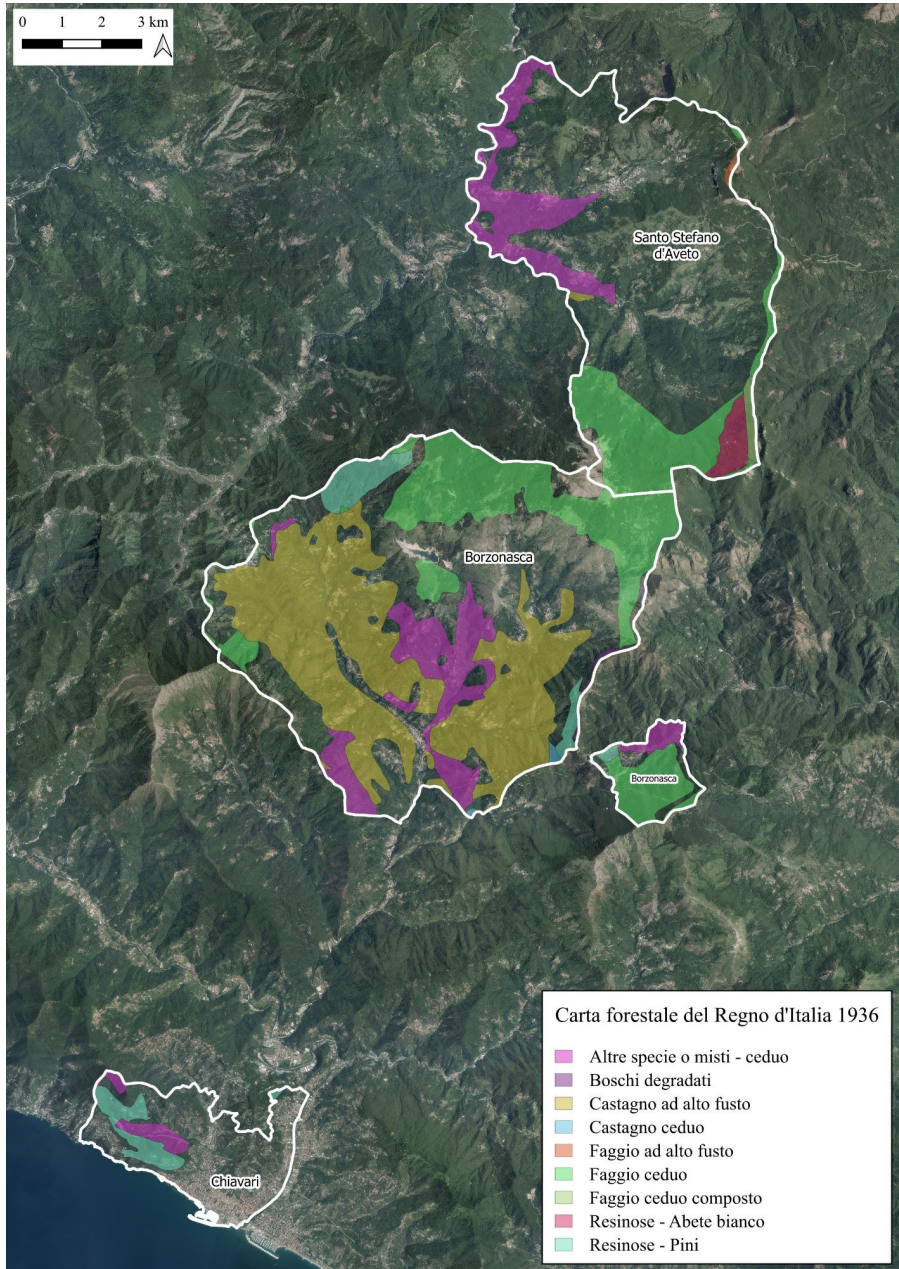 0 1 2 3 km
Santo Stefano
d'Aveto
Borzonasca
Borzonasca
Chiavari
Carta forestale del Regno d'Italia 1936
Altre specie o misti - ceduo
Boschi degradati
Castagno ad alto fusto
Castagno ceduo
Faggio ad alto fusto
Faggio ceduo
Faggio ceduo composto
Resinose - Abete bianco
Resinose - Pini